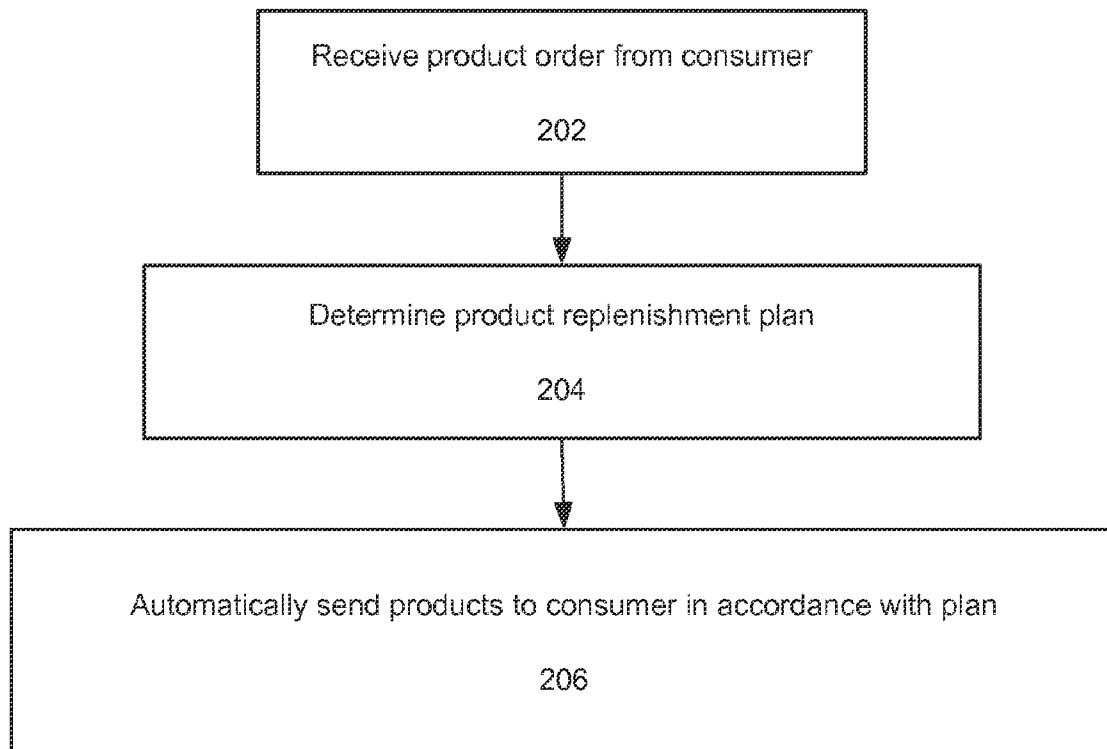 Receive product order from consumer
202
Determine product replenishment plan
204
Automatically send products to consumer in accordance with plan
206